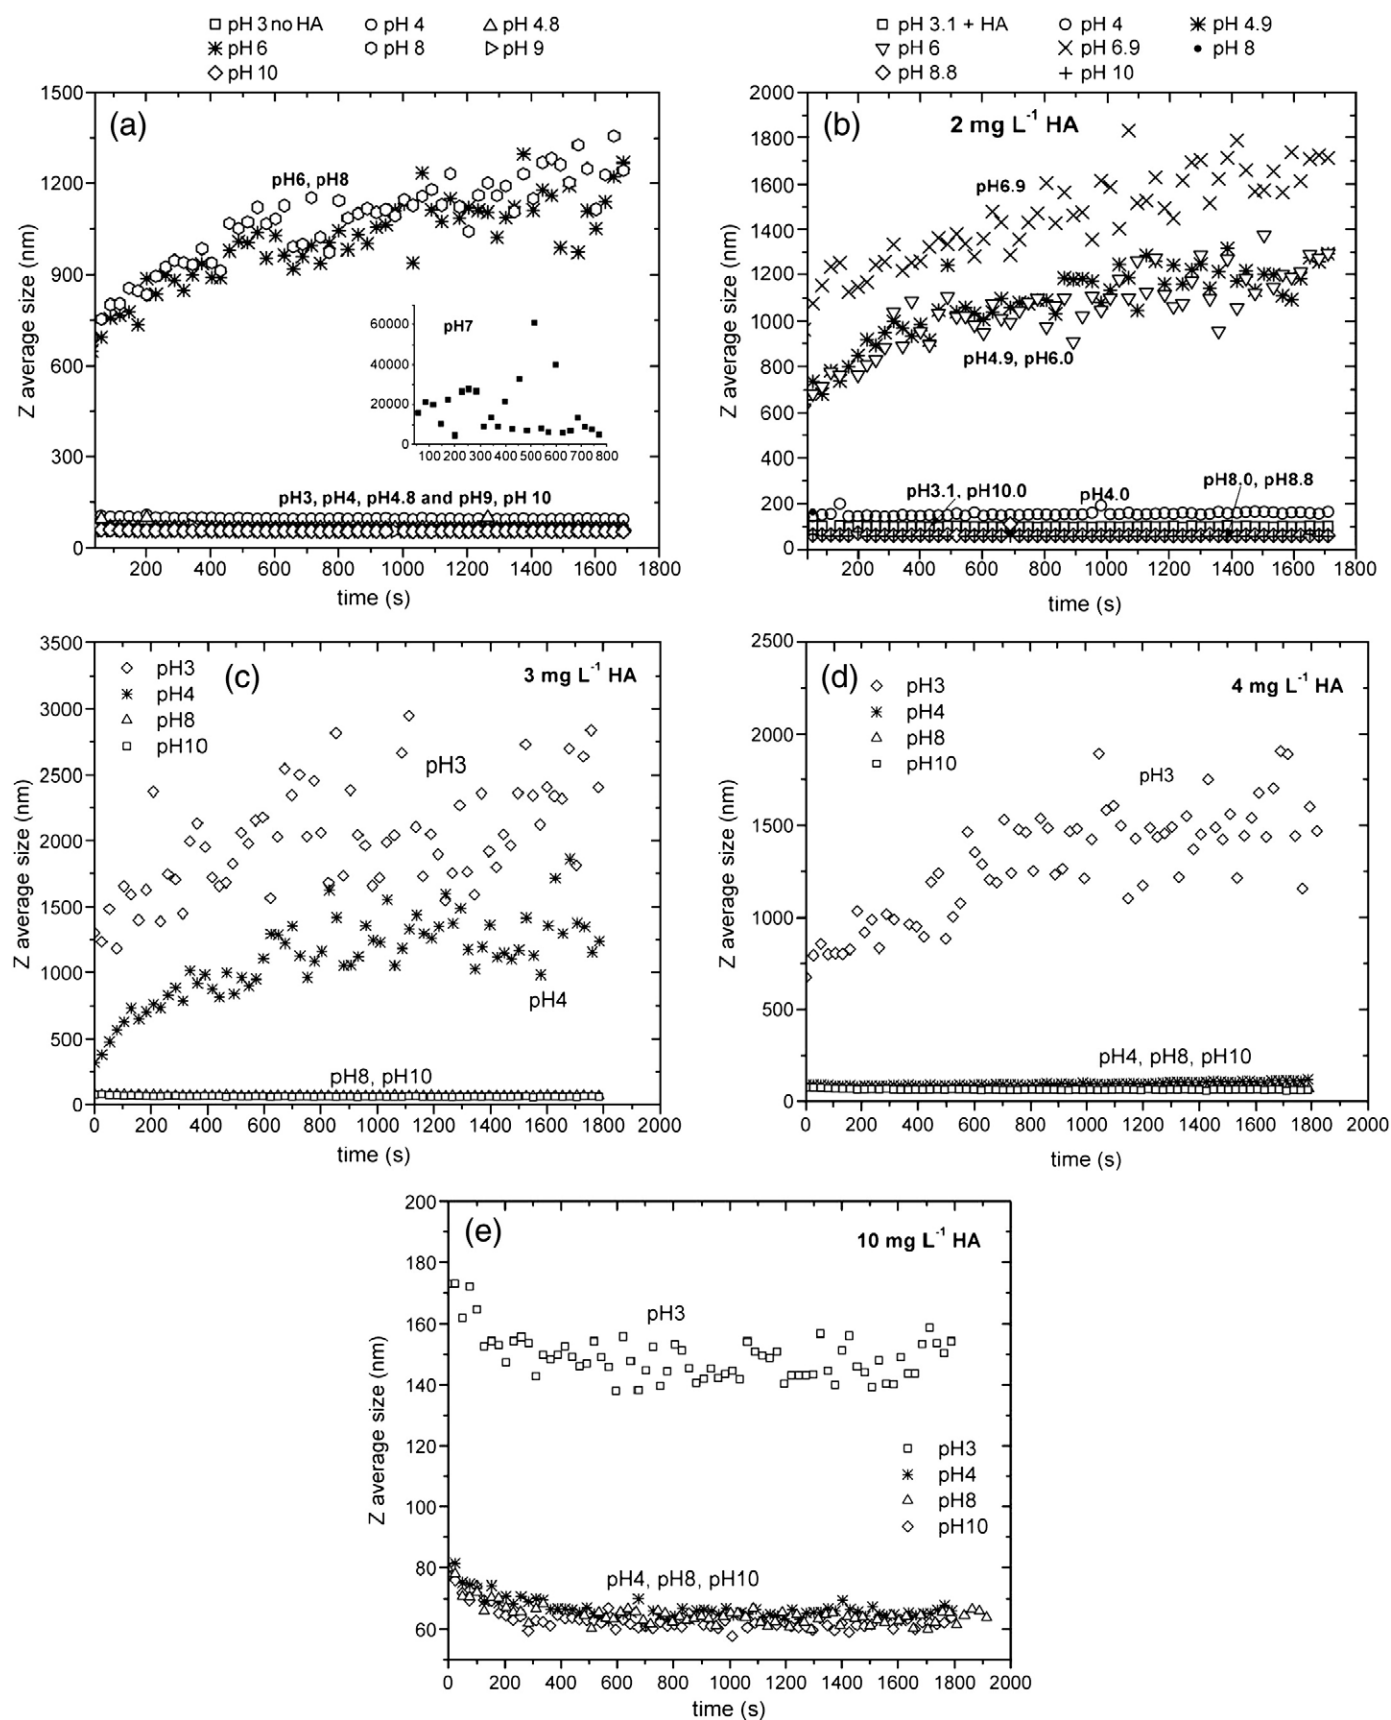 pH 3 no HA pH 4 pH 4.8
pH 6 pH 8 pH 9
pH 10
(a)
1500
1200
900
600
300
0
Z average size (nm)
pH6, pH8
pH7
60000
40000
20000
0
100 200 300 400 500 600 700 800
pH3, pH4, pH4.8 and pH9, pH 10
200 400 600 800 1000 1200 1400 1600 1800
time (s)
pH 3.1 + HA pH 4 pH 4.9
pH 6 pH 6.9 pH 8
pH 8.8 pH 10
(b) 2 mg L-1 HA
2000
1800
1600
1400
1200
1000
800
600
400
200
0
Z average size (nm)
pH6.9
pH4.9, pH6.0
pH3.1, pH10.0 pH4.0 pH8.0, pH8.8
200 400 600 800 1000 1200 1400 1600 1800
time (s)
(c) 3 mg L-1 HA
pH3
pH4
pH8
pH10
3500
3000
2500
2000
1500
1000
500
0
Z average size (nm)
pH3
pH4
pH8, pH10
0 200 400 600 800 1000 1200 1400 1600 1800 2000
time (s)
(d) 4 mg L-1 HA
pH3
pH4
pH8
pH10
2500
2000
1500
1000
500
0
Z average size (nm)
pH3
pH4, pH8, pH10
0 200 400 600 800 1000 1200 1400 1600 1800 2000
time (s)
(e) 10 mg L-1 HA
200
180
160
140
120
100
80
60
Z average size (nm)
pH3
pH3
pH4
pH8
pH10
pH4, pH8, pH10
0 200 400 600 800 1000 1200 1400 1600 1800 2000
time (s)